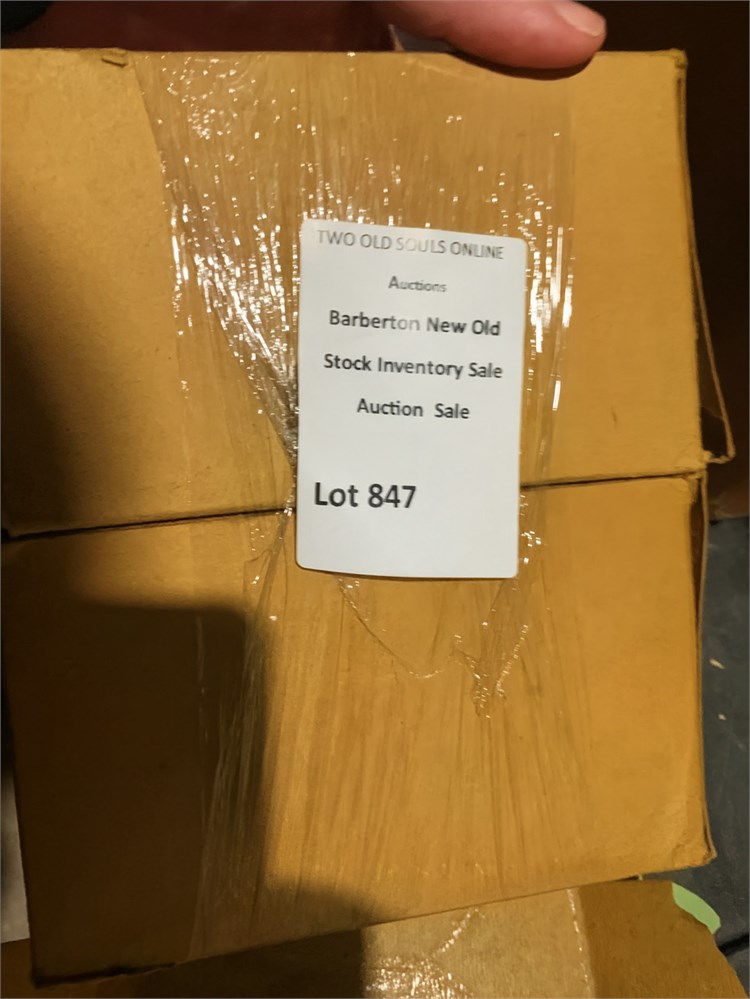 TWO OLD SOULS ONLINE
Auctions
Barberton New Old
Stock Inventory Sale
Auction Sale
Lot 847